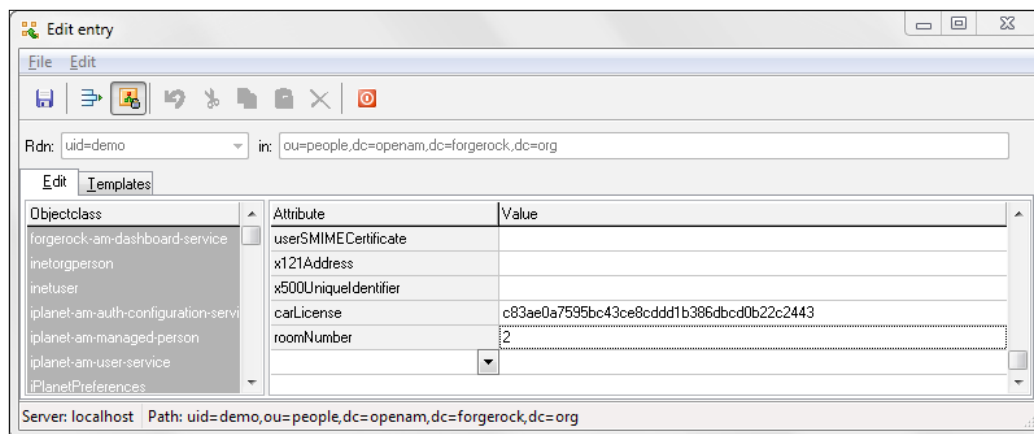 Edit entry
File Edit
Rdn: uid=demo in: ou=people,dc=openam,dc=forgerock,dc=org
Edit Templates
Objectclass Attribute Value
forgerock-am-dashboard-service userSMIMECertificate
inetorgperson x121Address
inetuser x500UniqueIdentifier
iplanet-am-auth-configuration-servi carLicense c83ae0a7595bc43ce8cddd1b386dbcd0b22c2443
iplanet-am-managed-person roomNumber 2
iplanet-am-user-service
iPlanetPreferences
Server: localhost Path: uid=demo,ou=people,dc=openam,dc=forgerock,dc=org